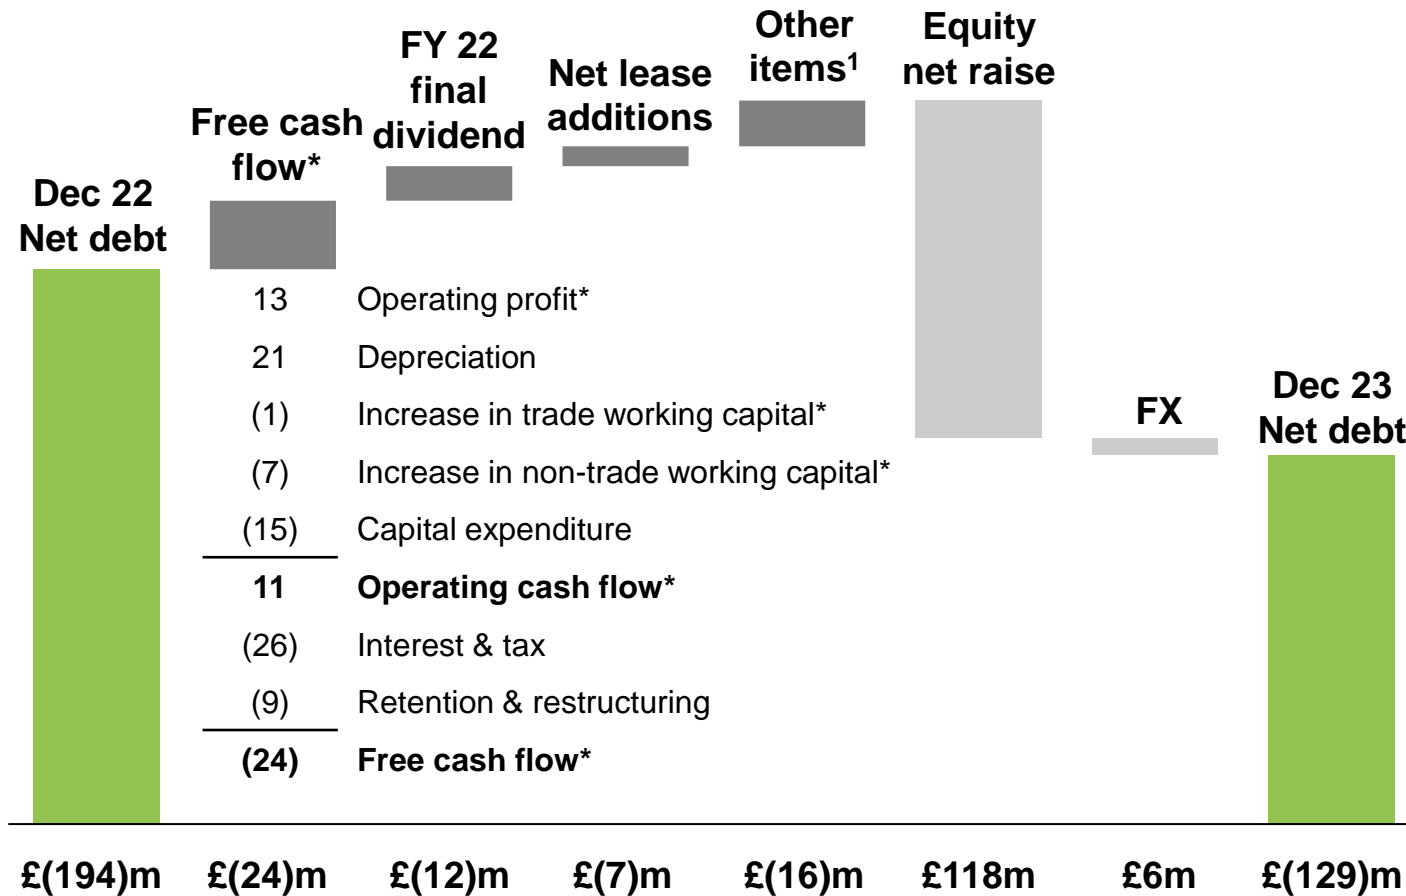 Dec 22
Net debt
Free cash
flow*
FY 22
final
dividend
Net lease
additions
Other
items¹
Equity
net raise
FX
Dec 23
Net debt
13 Operating profit*
21 Depreciation
(1) Increase in trade working capital*
(7) Increase in non-trade working capital*
(15) Capital expenditure
11 Operating cash flow*
(26) Interest & tax
(9) Retention & restructuring
(24) Free cash flow*
£(194)m £(24)m £(12)m £(7)m £(16)m £118m £6m £(129)m